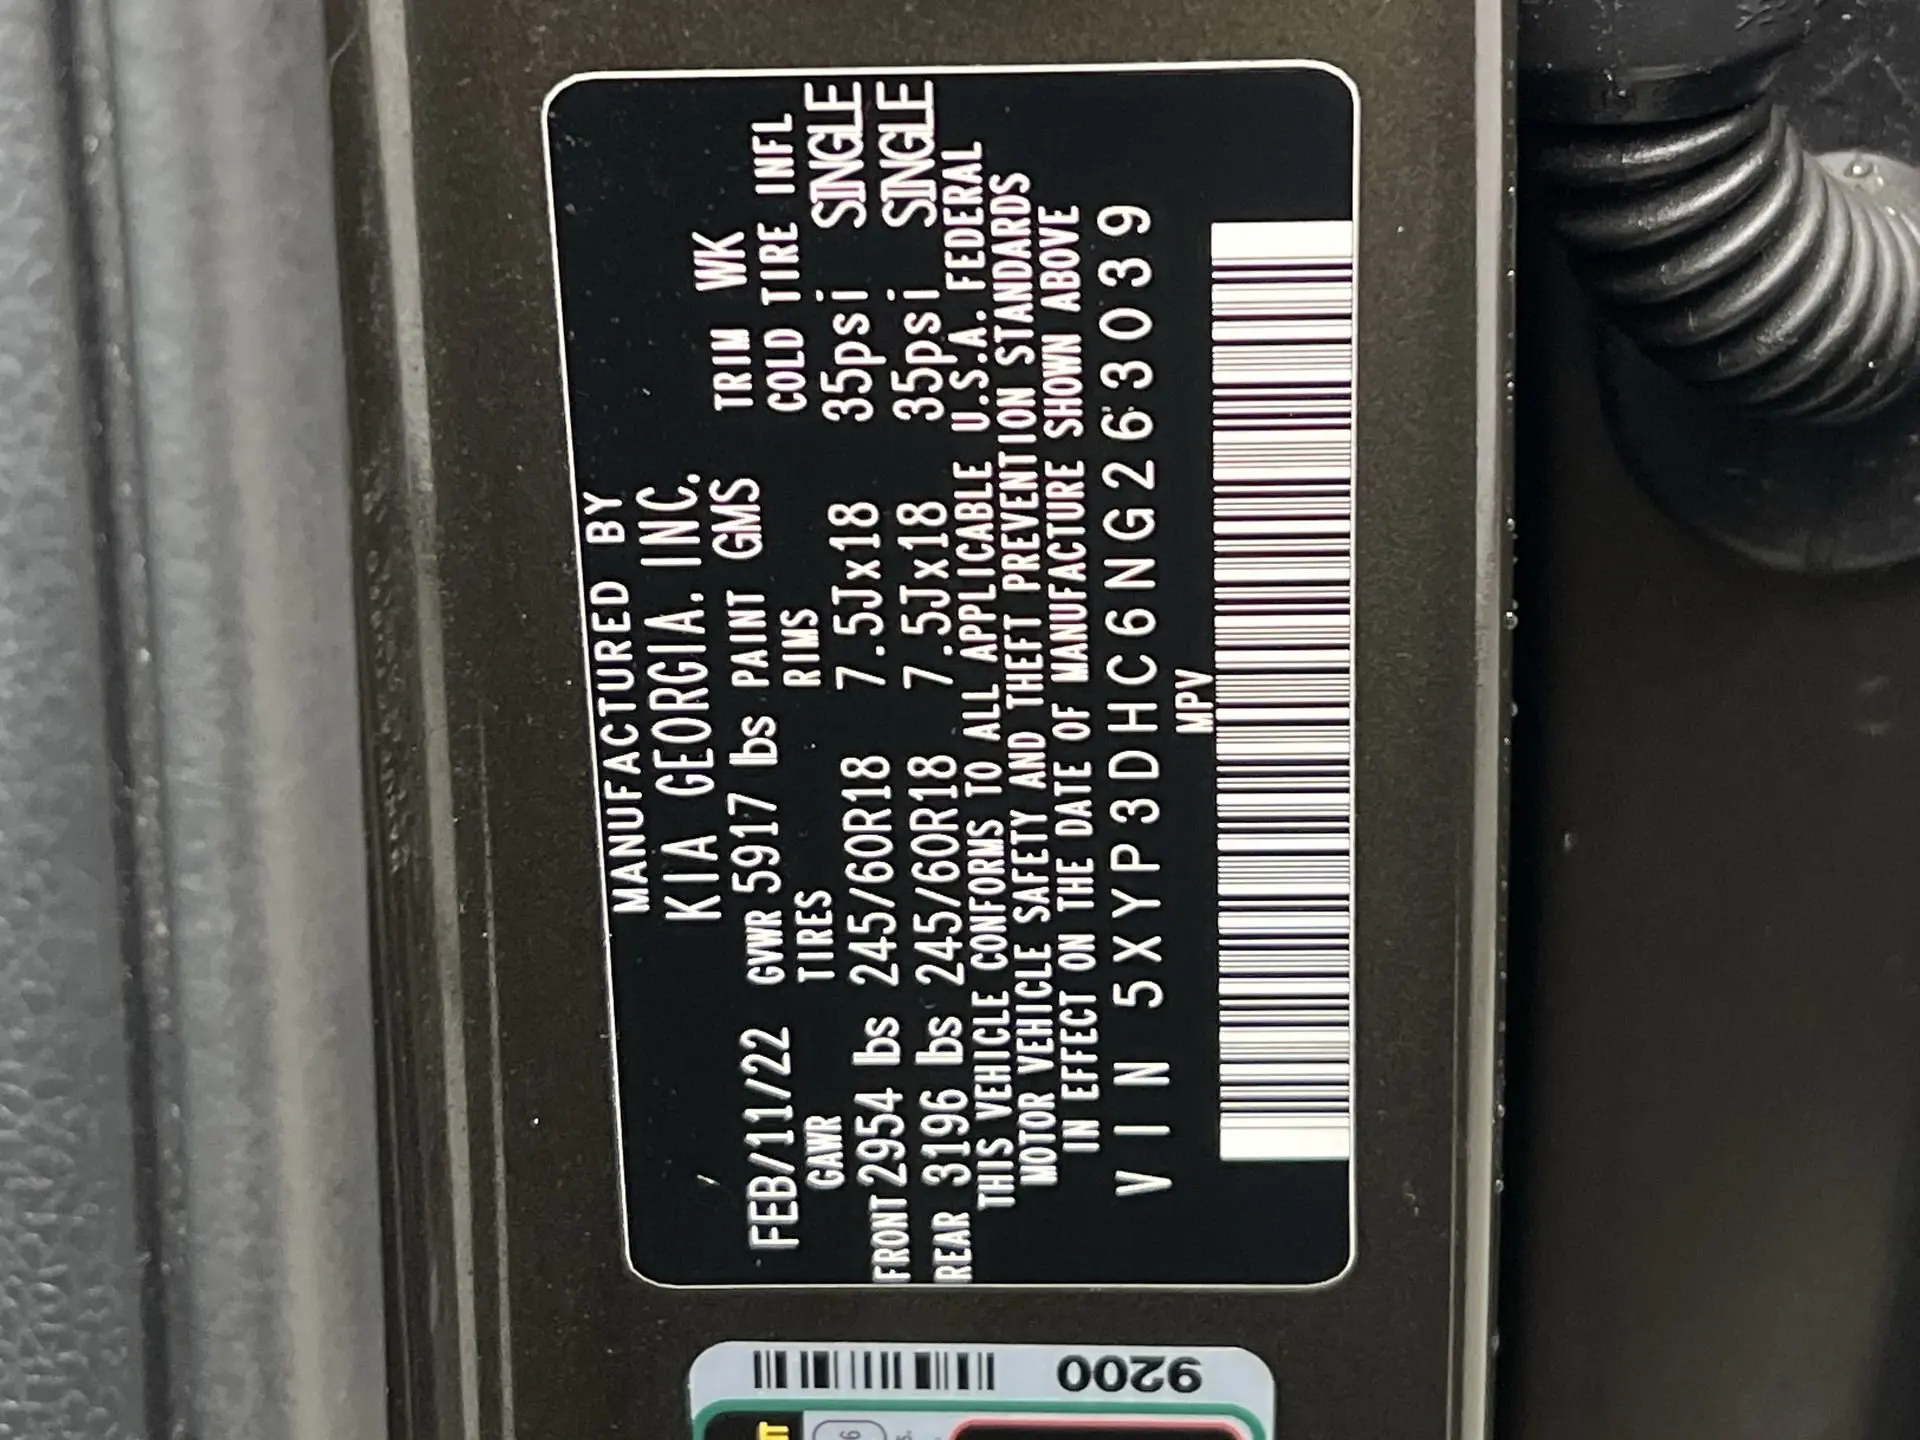 MANUFACTURED BY
KIA GEORGIA, INC.
FEB/11/22 GVWR 5917 lbs PAINT GMS TRIM WK
GAWR TIRES RIMS COLD TIRE INFL
FRONT 2954 lbs 245/60R18 7.5Jx18 35psi SINGLE
REAR 3196 lbs 245/60R18 7.5Jx18 35psi SINGLE
THIS VEHICLE CONFORMS TO ALL APPLICABLE U.S.A. FEDERAL
MOTOR VEHICLE SAFETY AND THEFT PREVENTION STANDARDS
IN EFFECT ON THE DATE OF MANUFACTURE SHOWN ABOVE
VIN 5XYP3DHC6NG263039
MPV
9200